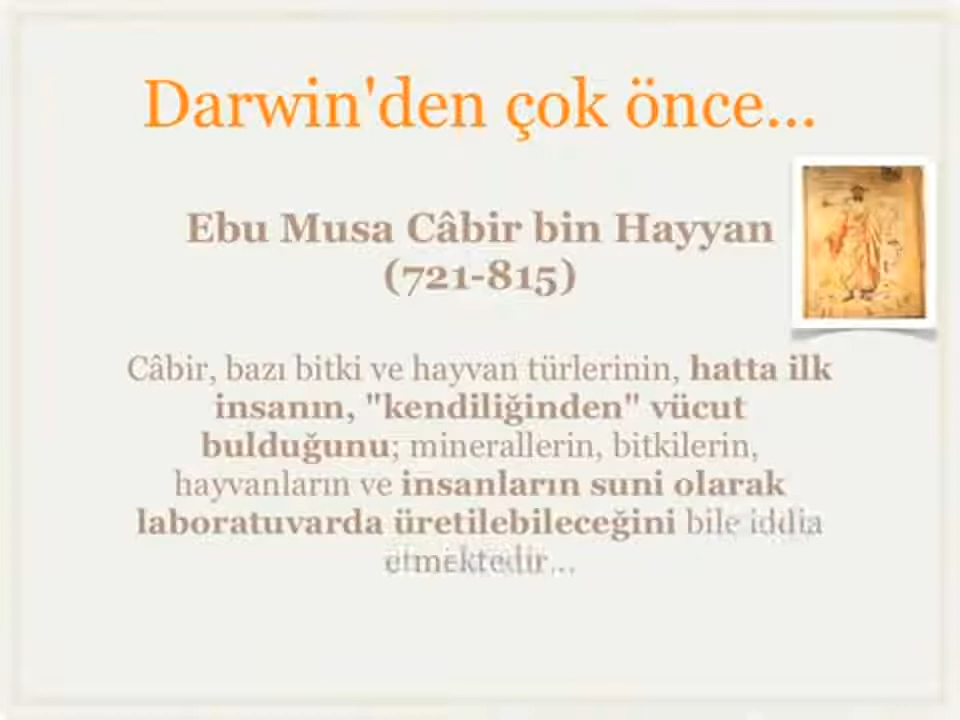 Darwin'den çok önce...
Ebu Musa Câbir bin Hayyan
(721-815)
Câbir, bazı bitki ve hayvan türlerinin, hatta ilk
insanın, "kendiliğinden" vücut
bulduğunu; minerallerin, bitkilerin,
hayvanların ve insanların suni olarak
laboratuvarda üretilebileceğini bile iddia
etmektedir...